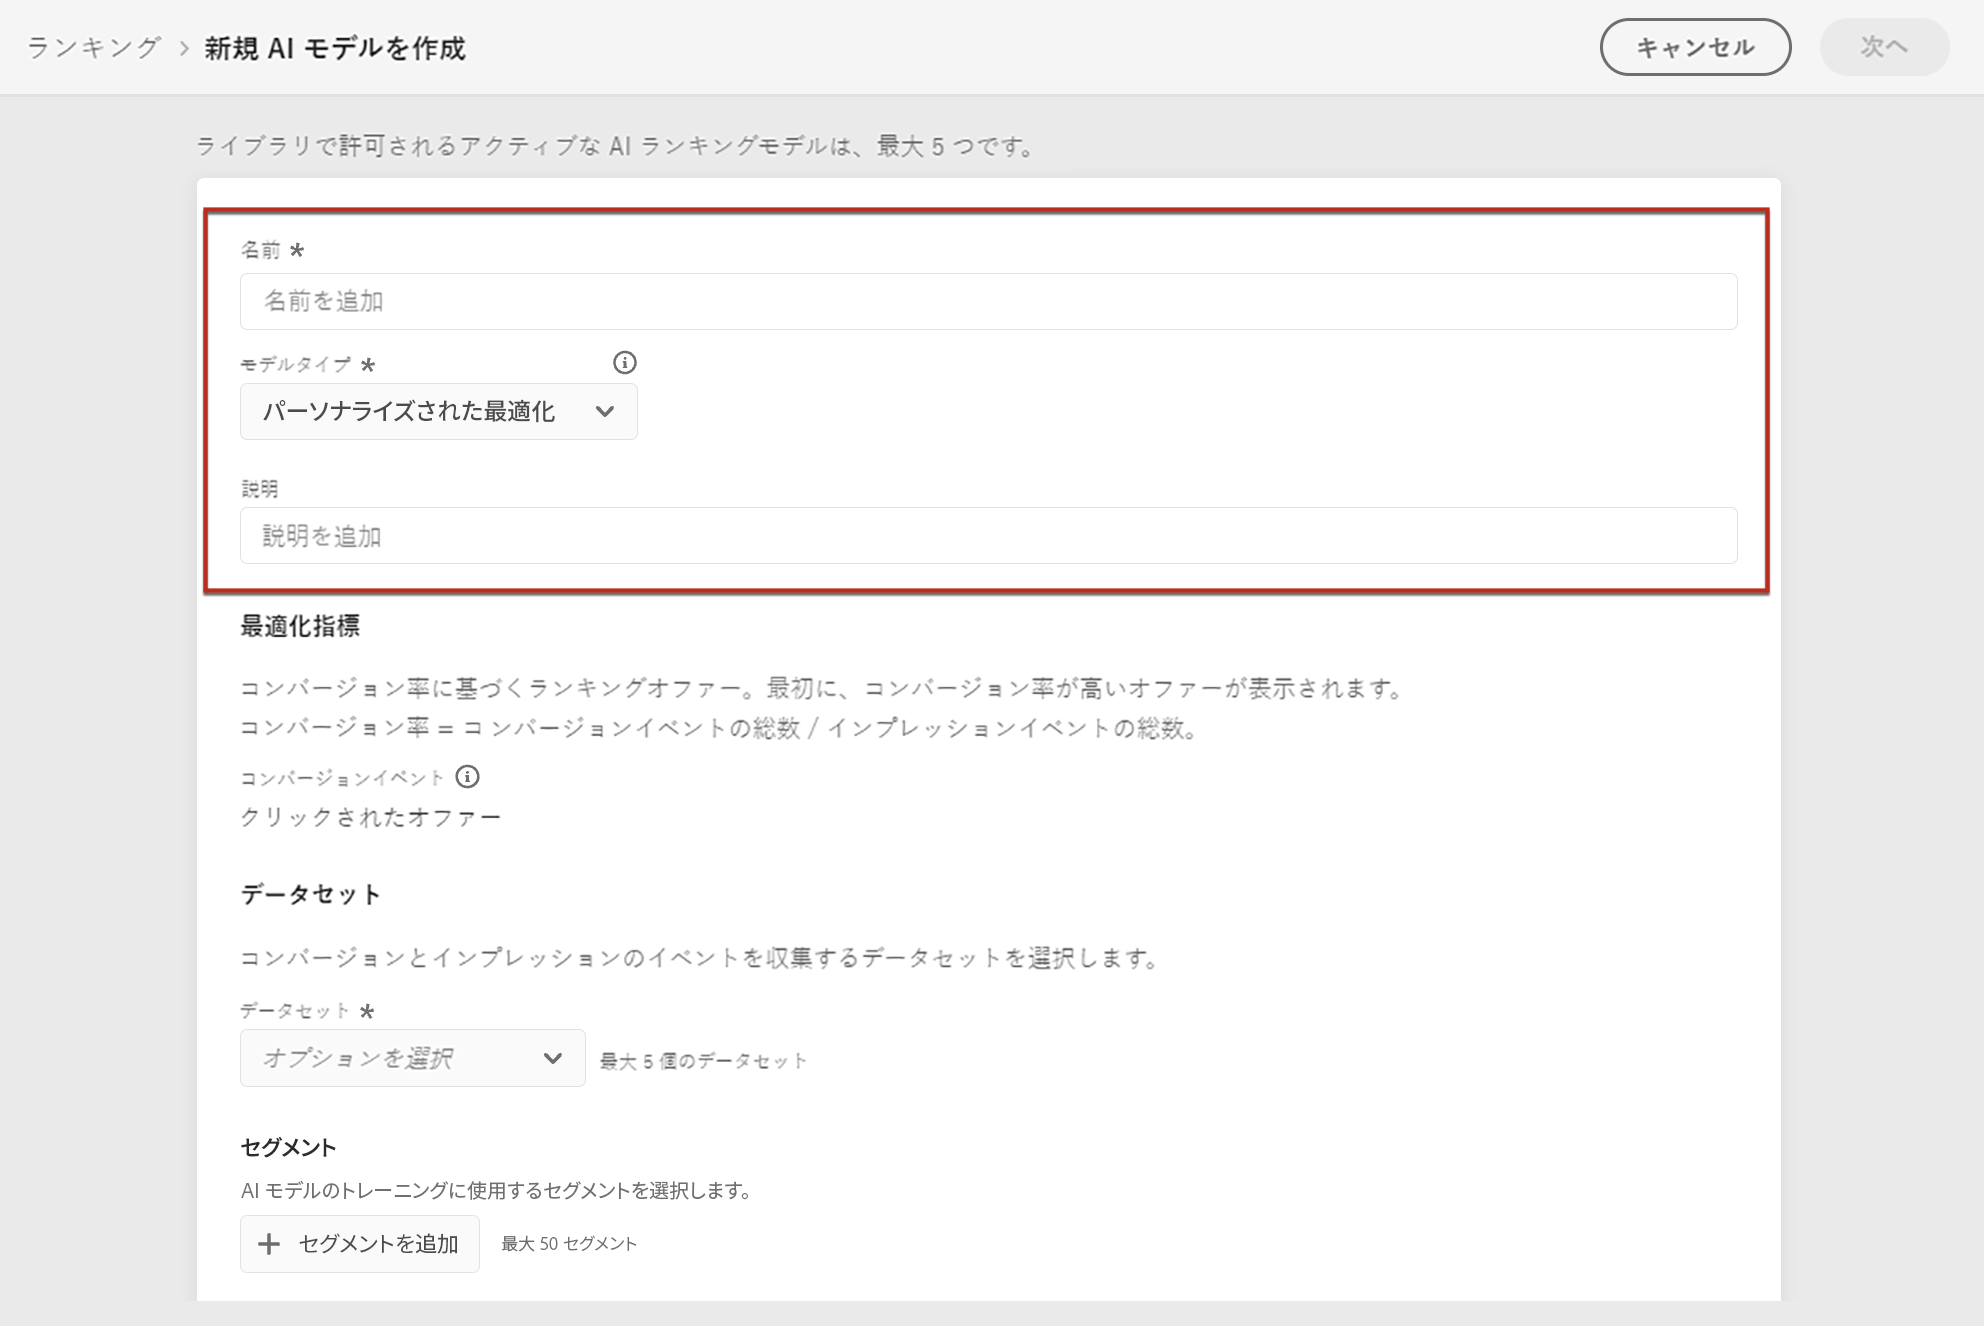 ランキング > 新規 AI モデルを作成
キャンセル
次へ
ライブラリで許可されるアクティブな AI ランキングモデルは、最大 5 つです。
名前 *
名前を追加
モデルタイプ *
パーソナライズされた最適化
説明
説明を追加
最適化指標
コンバージョン率に基づくランキングオファー。最初に、コンバージョン率が高いオファーが表示されます。
コンバージョン率 = コンバージョンイベントの総数 / インプレッションイベントの総数。
コンバージョンイベント
クリックされたオファー
データセット
コンバージョンとインプレッションのイベントを収集するデータセットを選択します。
データセット *
オプションを選択
最大 5 個のデータセット
セグメント
AI モデルのトレーニングに使用するセグメントを選択します。
+ セグメントを追加
最大 50 セグメント